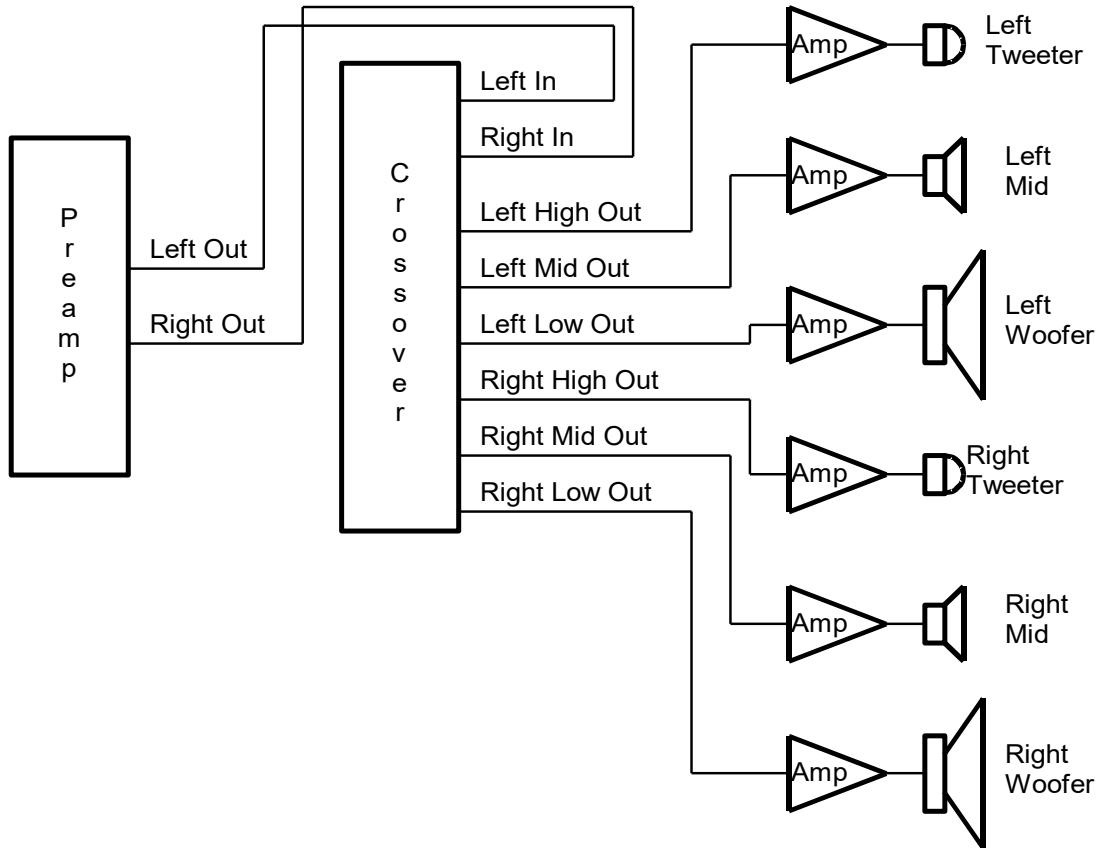 Preamp
Left Out
Right Out
Crossover
Left In
Right In
Left High Out
Left Mid Out
Left Low Out
Right High Out
Right Mid Out
Right Low Out
Amp
Left
Tweeter
Amp
Left
Mid
Amp
Left
Woofer
Amp
Right
Tweeter
Amp
Right
Mid
Amp
Right
Woofer